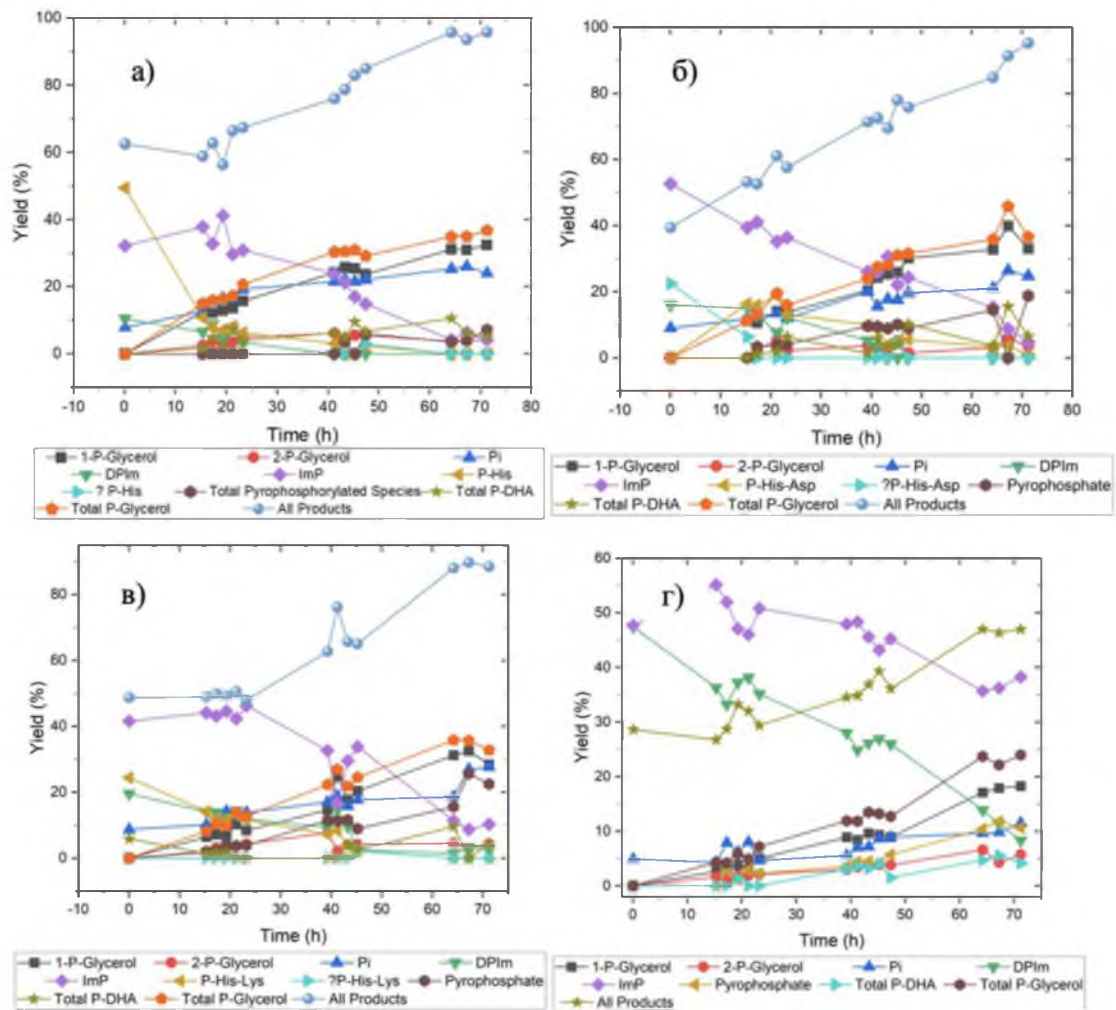 а)
100
80
60
40
20
0
Yield (%)
-10 0 10 20 30 40 50 60 70 80
Time (h)
1-P-Glycerol 2-P-Glycerol Pi
DPIm ImP P-His
? P-His Total Pyrophosphorylated Species Total P-DHA
Total P-Glycerol All Products
б)
100
80
60
40
20
0
Yield (%)
-10 0 10 20 30 40 50 60 70 80
Time (h)
1-P-Glycerol 2-P-Glycerol Pi DPIm
ImP P-His-Asp ?P-His-Asp Pyrophosphate
Total P-DHA Total P-Glycerol All Products
в)
80
60
40
20
0
Yield (%)
-10 0 10 20 30 40 50 60 70
Time (h)
1-P-Glycerol 2-P-Glycerol Pi DPIm
ImP P-His-Lys ?P-His-Lys Pyrophosphate
Total P-DHA Total P-Glycerol All Products
г)
60
50
40
30
20
10
0
Yield (%)
0 10 20 30 40 50 60 70
Time (h)
1-P-Glycerol 2-P-Glycerol Pi DPIm
ImP Pyrophosphate Total P-DHA Total P-Glycerol
All Products